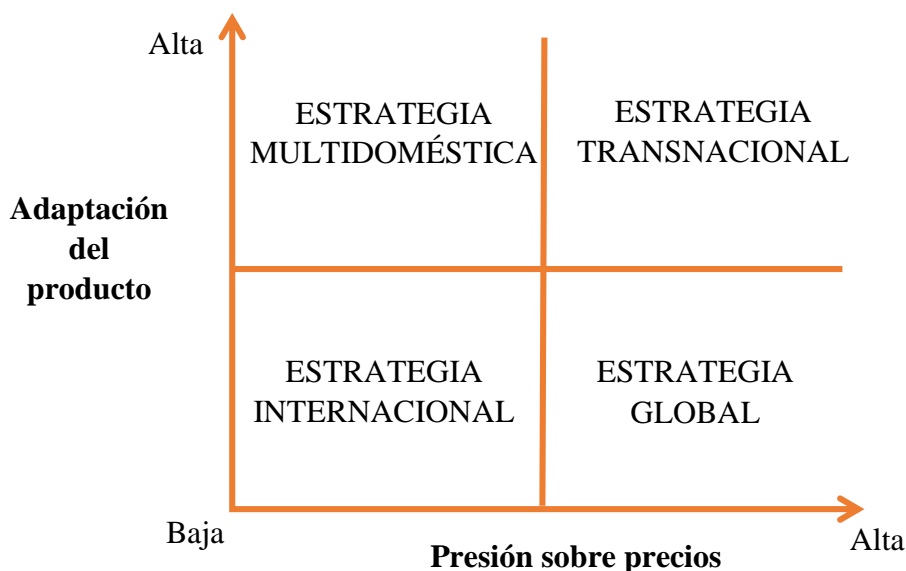 Alta
ESTRATEGIA
MULTIDOMÉSTICA
ESTRATEGIA
TRANSNACIONAL
Adaptación
del
producto
ESTRATEGIA
INTERNACIONAL
ESTRATEGIA
GLOBAL
Baja
Presión sobre precios
Alta